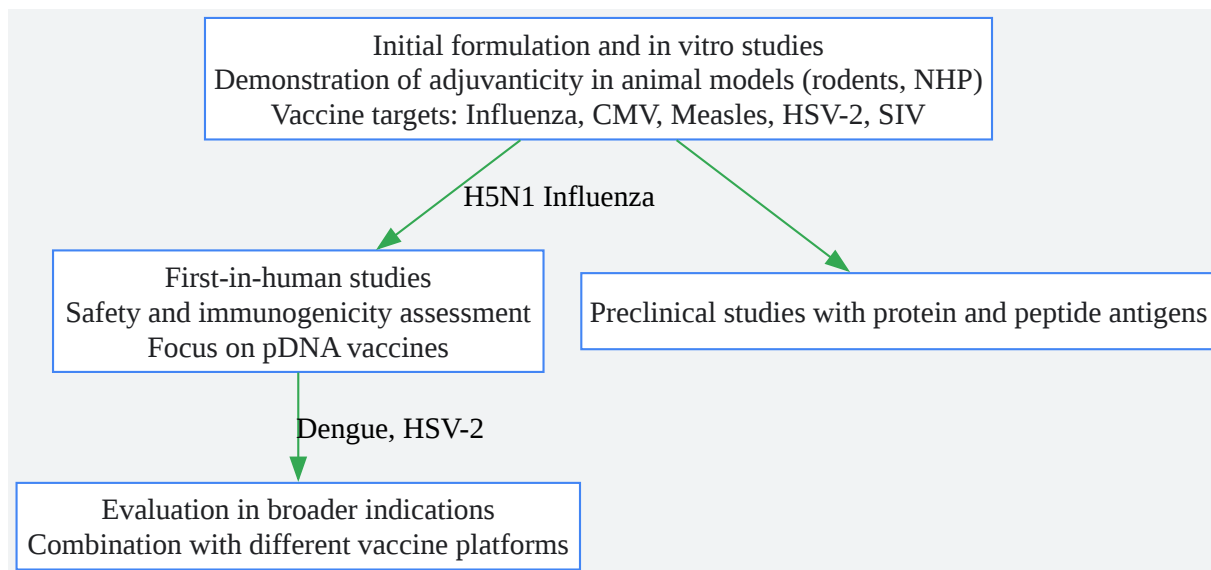 Initial formulation and in vitro studies
Demonstration of adjuvanticity in animal models (rodents, NHP)
Vaccine targets: Influenza, CMV, Measles, HSV-2, SIV
H5N1 Influenza
First-in-human studies
Safety and immunogenicity assessment
Focus on pDNA vaccines
Preclinical studies with protein and peptide antigens
Dengue, HSV-2
Evaluation in broader indications
Combination with different vaccine platforms